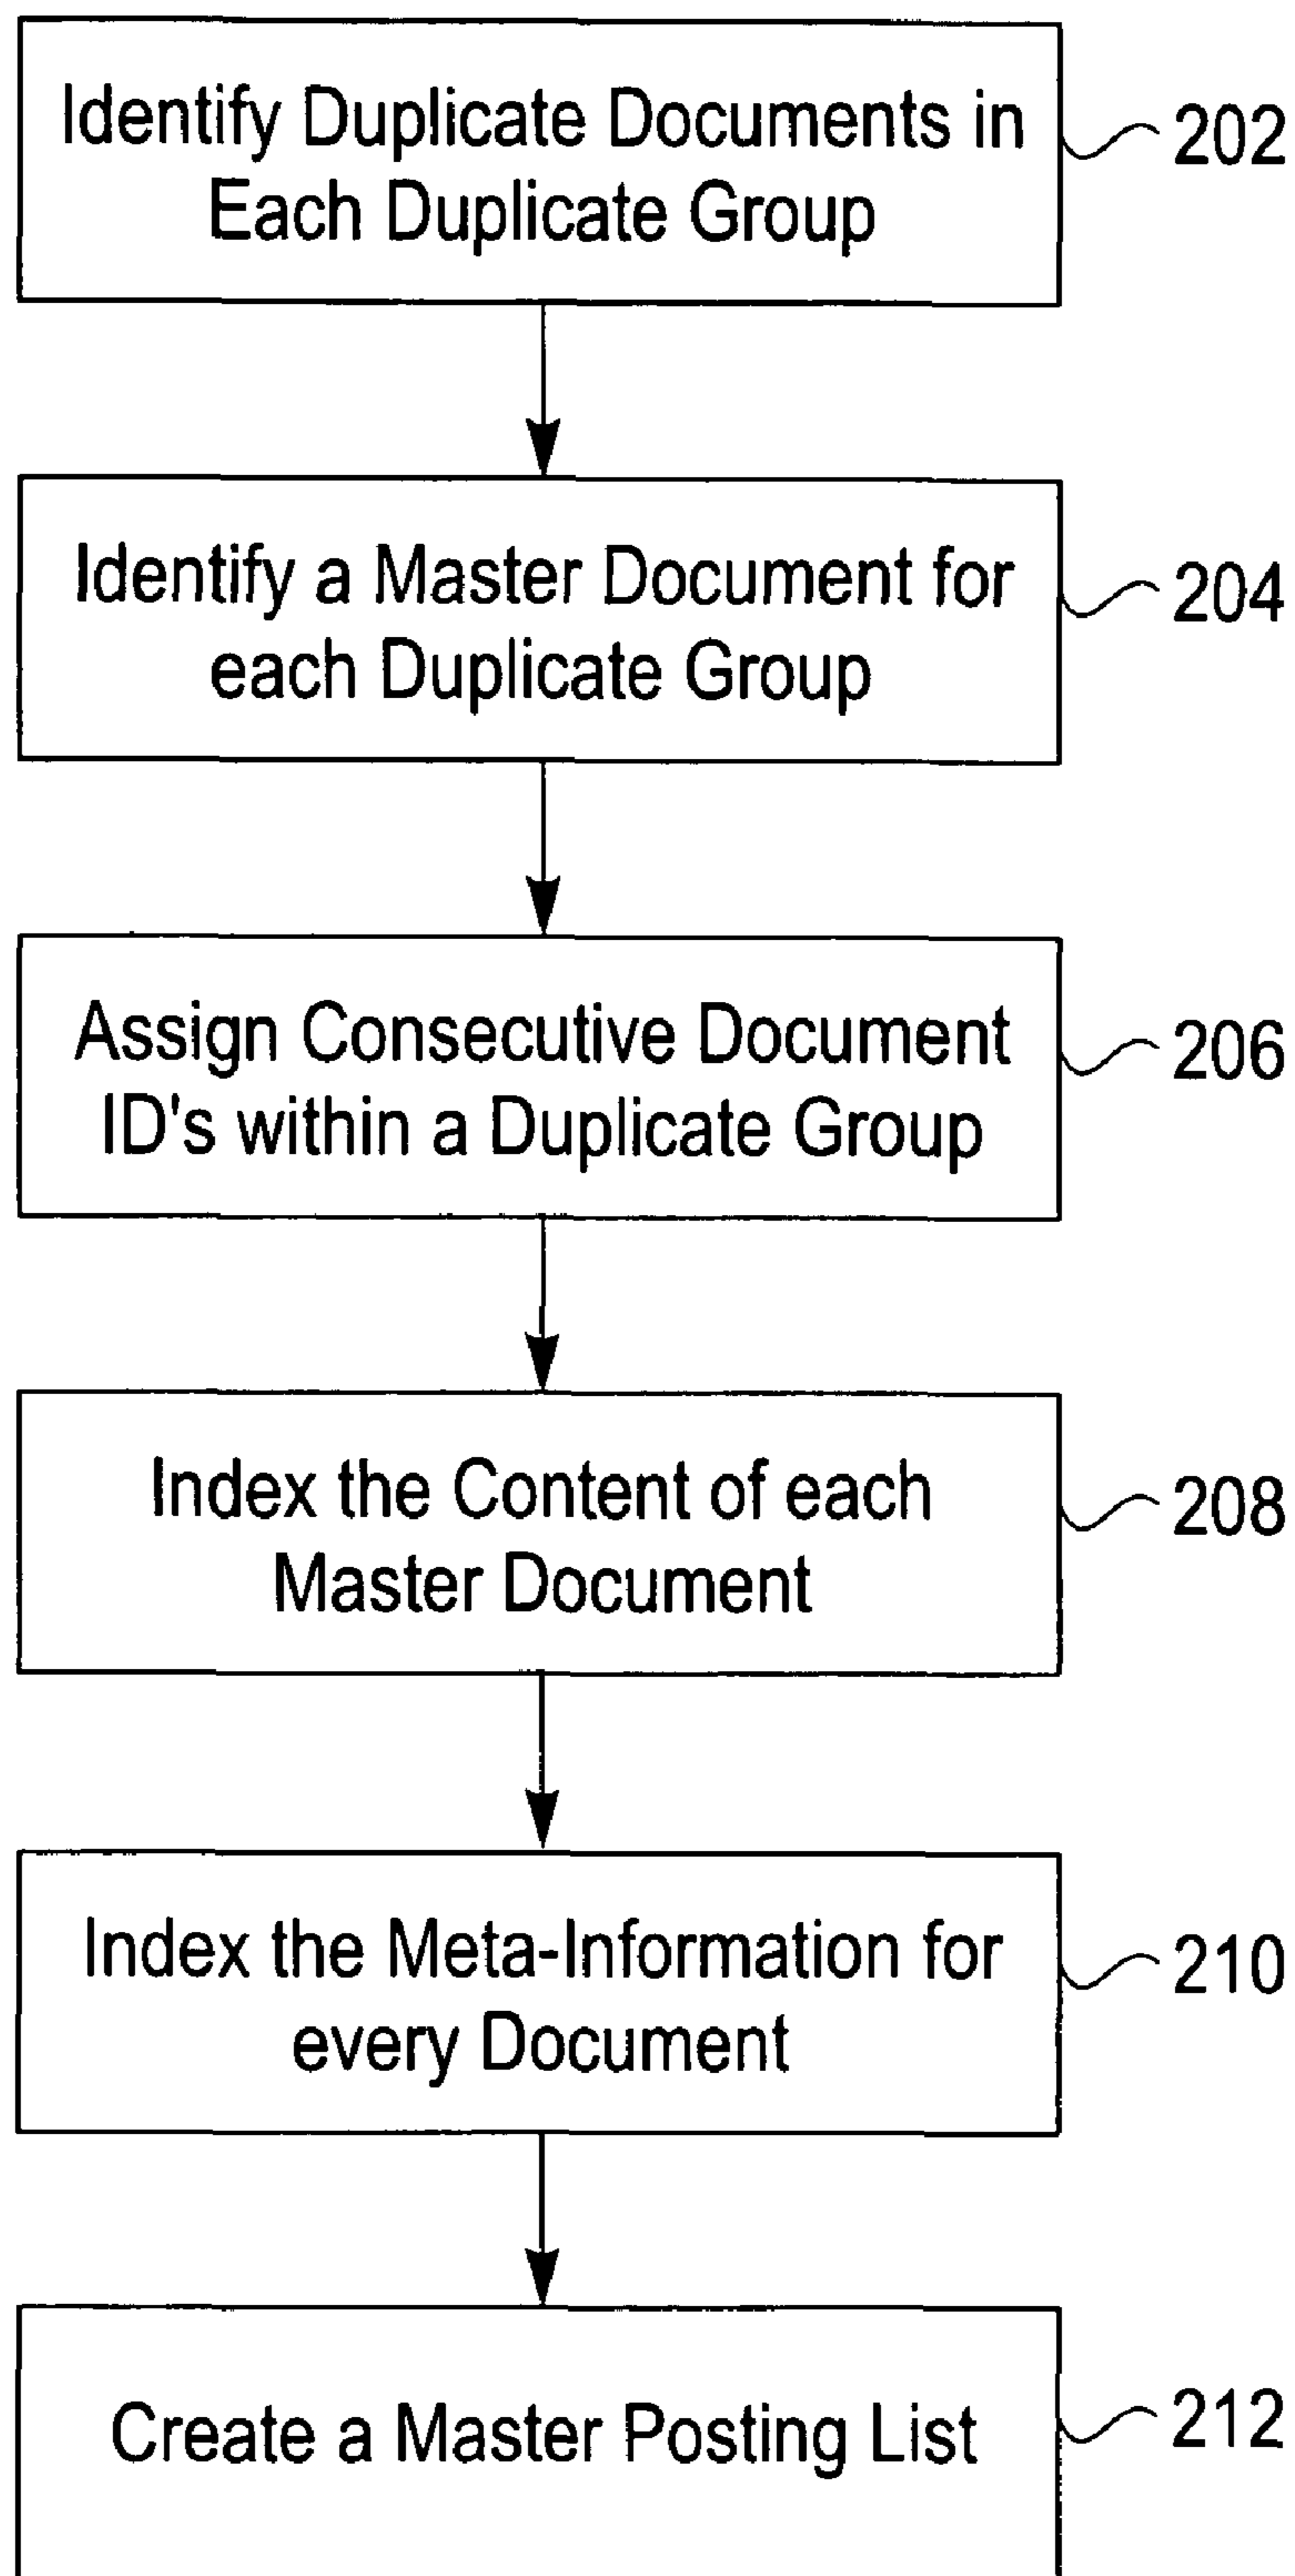 Identify Duplicate Documents in
Each Duplicate Group
202
Identify a Master Document for
each Duplicate Group
204
Assign Consecutive Document
ID's within a Duplicate Group
206
Index the Content of each
Master Document
208
Index the Meta-Information for
every Document
210
Create a Master Posting List
212